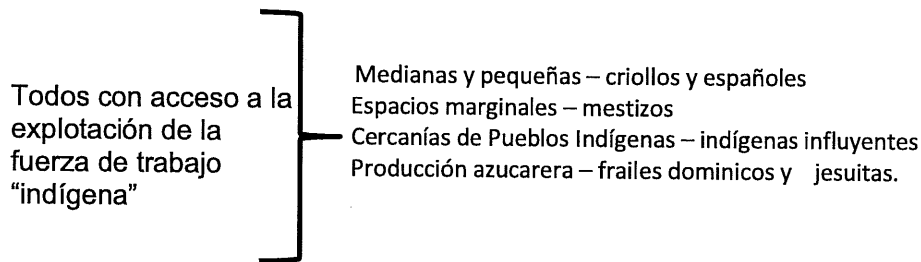 Todos con acceso a la
explotación de la
fuerza de trabajo
“indígena”
Medianas y pequeñas – criollos y españoles
Espacios marginales – mestizos
Cercanías de Pueblos Indígenas – indígenas influyentes
Producción azucarera – frailes dominicos y jesuitas.